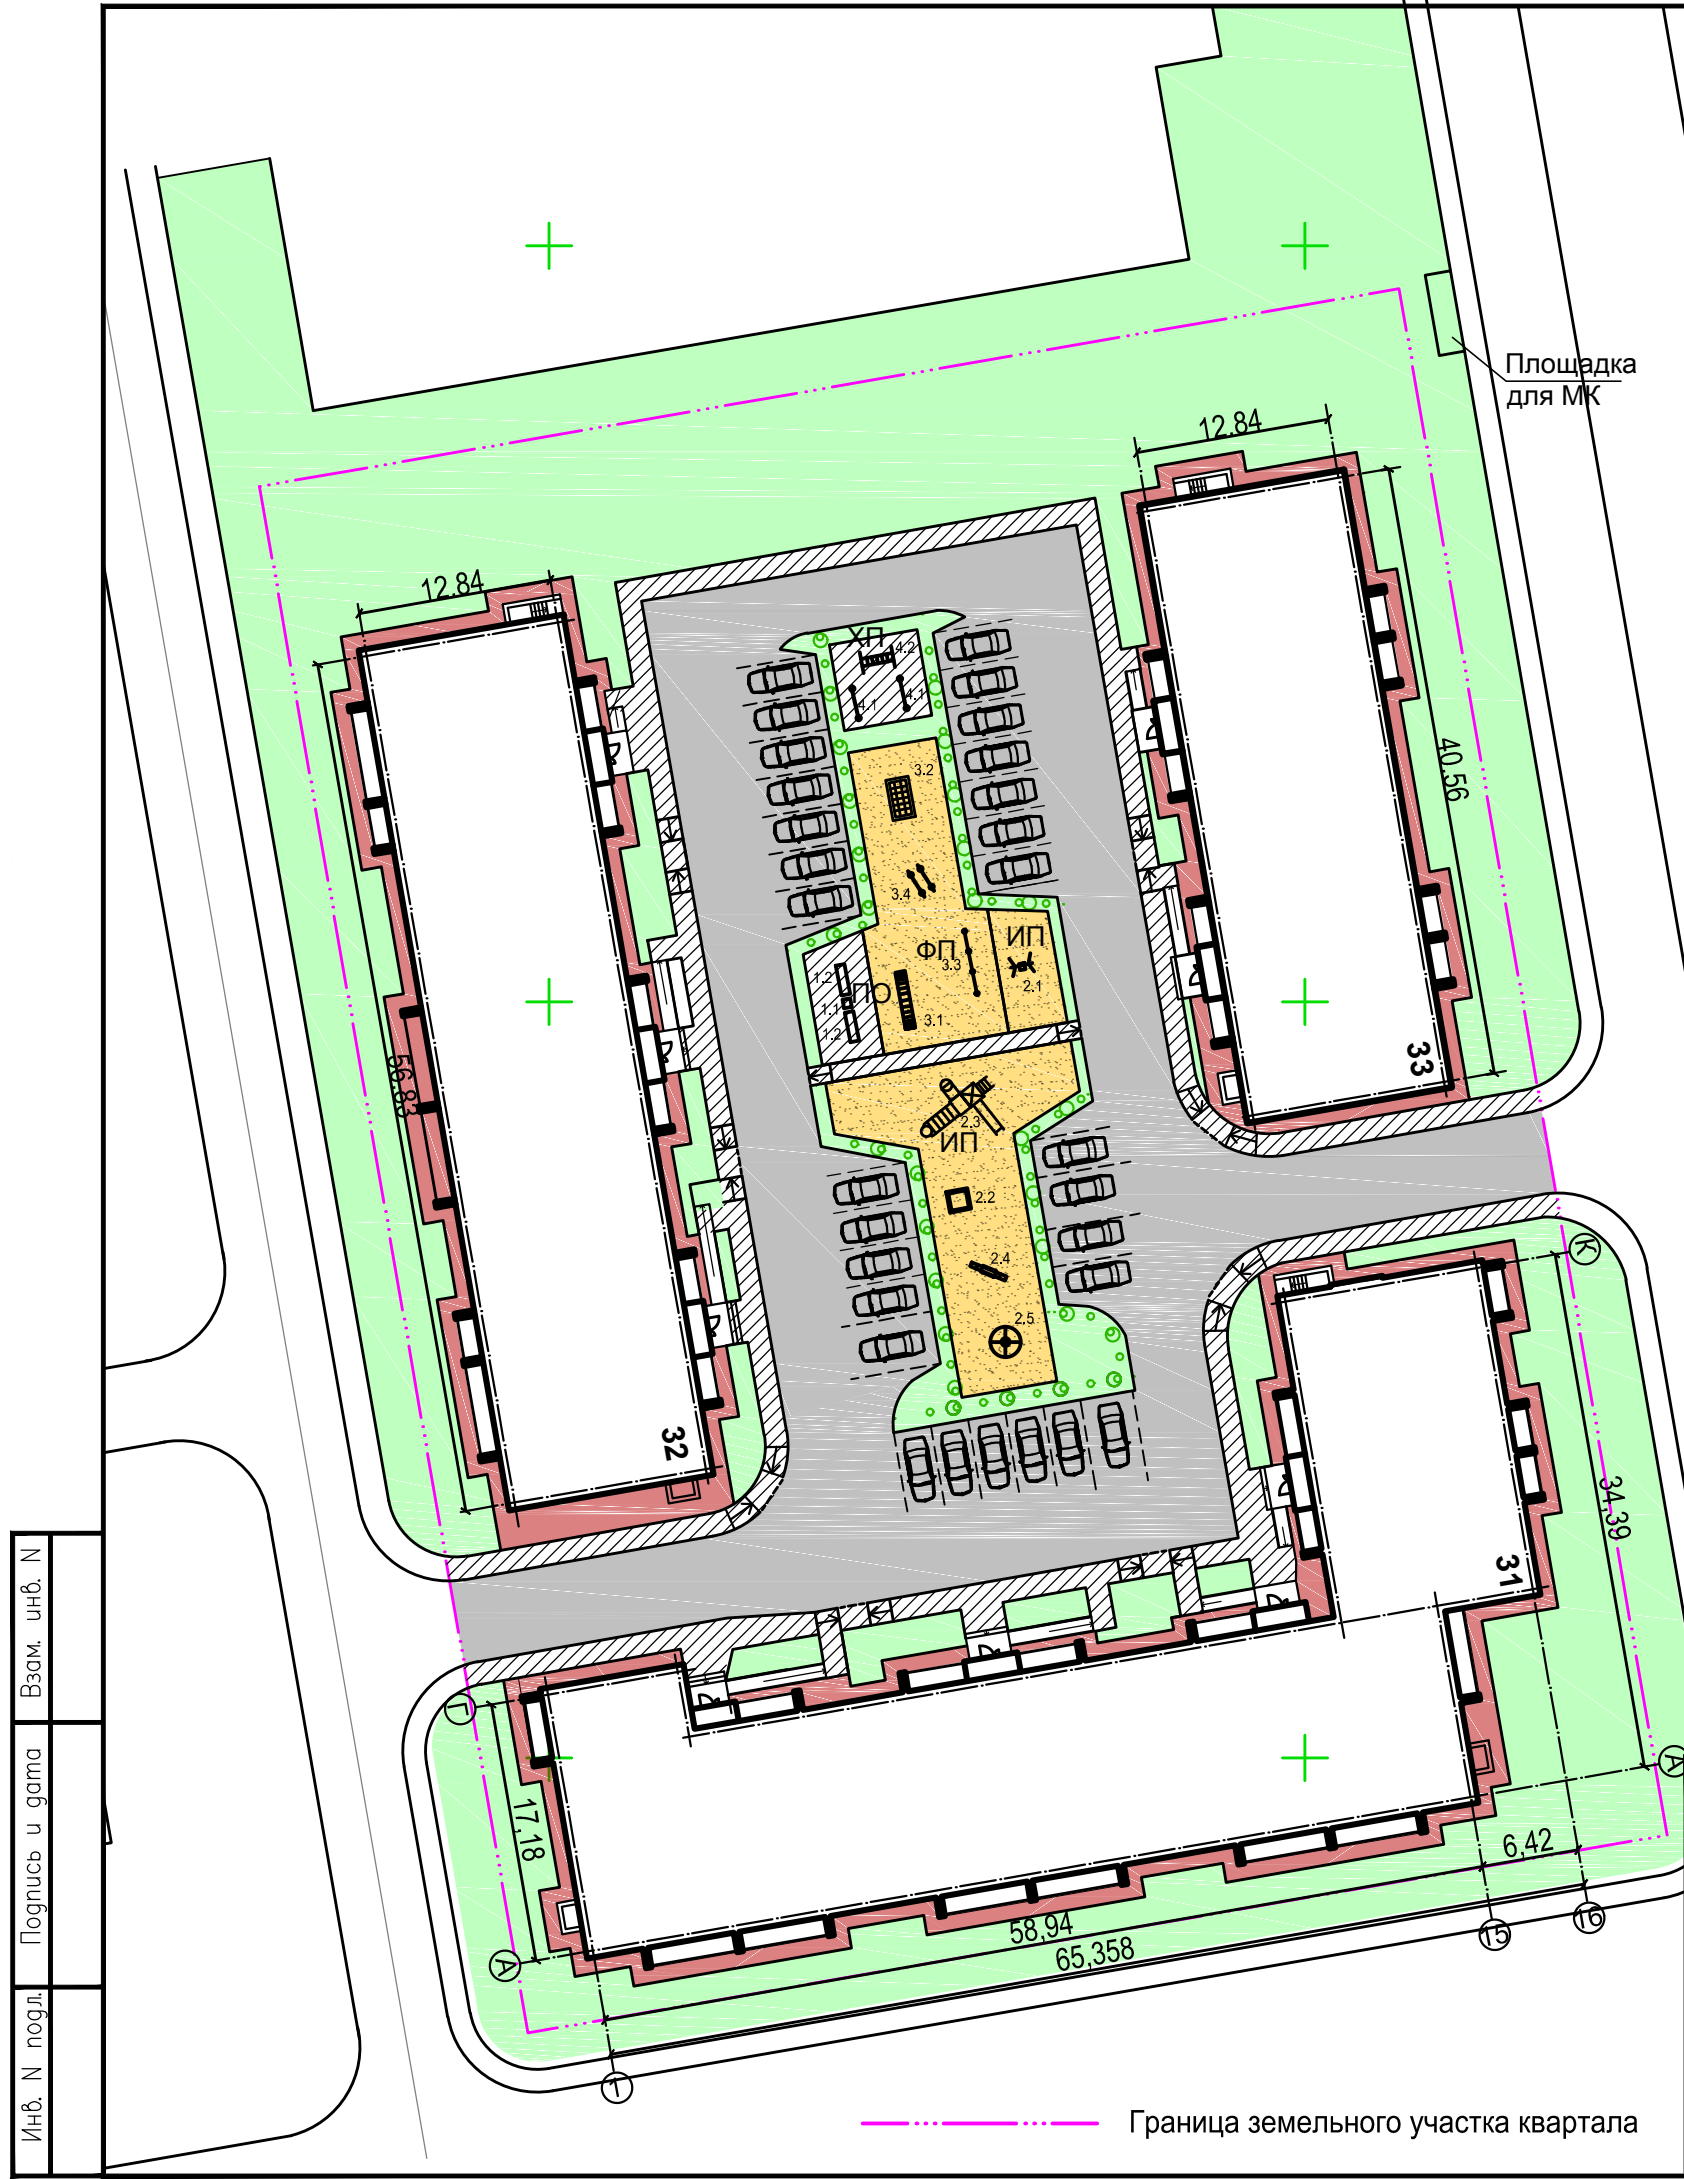 Площадка
для МК
12.84
12.84
ХП
4.2
4.1
4.1
3.2
40.56
3.4
ФП
3.3
ИП
2.1
1.2
ПО
1.1
1.2
3.1
33
56.83
2.3
ИП
2.2
2.4
2.5
К
32
34,39
31
Г
17,18
А
А
6,42
58,94
65,358
15
16
1
Граница земельного участка квартала
Взам. инв. N
Подпись и дата
Инв. N подл.